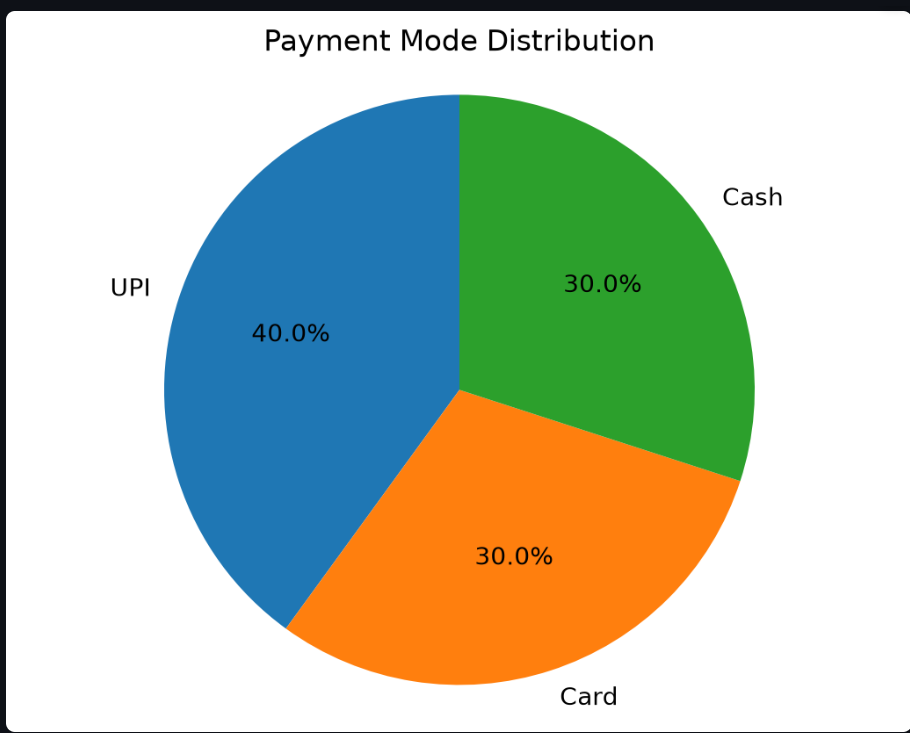 Payment Mode Distribution
Cash
UPI
30.0%
40.0%
30.0%
Card